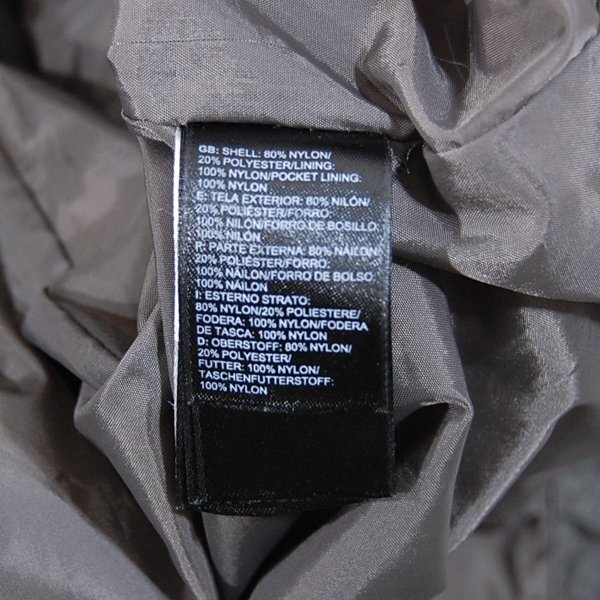 GB: SHELL: 80% NYLON/
20% POLYESTER/LINING:
100% NYLON/POCKET LINING:
100% NYLON
E: TELA EXTERIOR: 80% NILÓN/
20% POLIÉSTER/FORRO:
100% NILÓN/FORRO DE BOSILLO:
100%NILÓN
P: PARTE EXTERNA: 80% NÁILON/
20% POLIÉSTER/FORRO:
100% NÁILON/FORRO DE BOLSO:
100% NÁILON
I: ESTERNO STRATO:
80% NYLON/20% POLIESTERE/
FODERA: 100% NYLON/FODERA
DE TASCA: 100% NYLON
D: OBERSTOFF: 80% NYLON/
20% POLYESTER/
FUTTER: 100% NYLON/
TASCHENFUTTERSTOFF:
100% NYLON